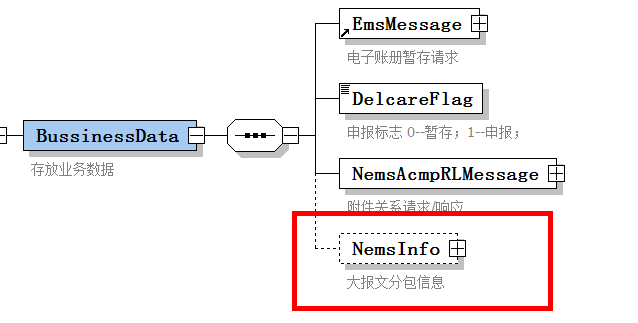 EmsMessage
电子账册暂存请求
DelcareFlag
申报标志 0--暂存；1--申报；
BussinessData
存放业务数据
NemsAcmpRLMessage
附件关系请求/响应
NemsInfo
大报文分包信息